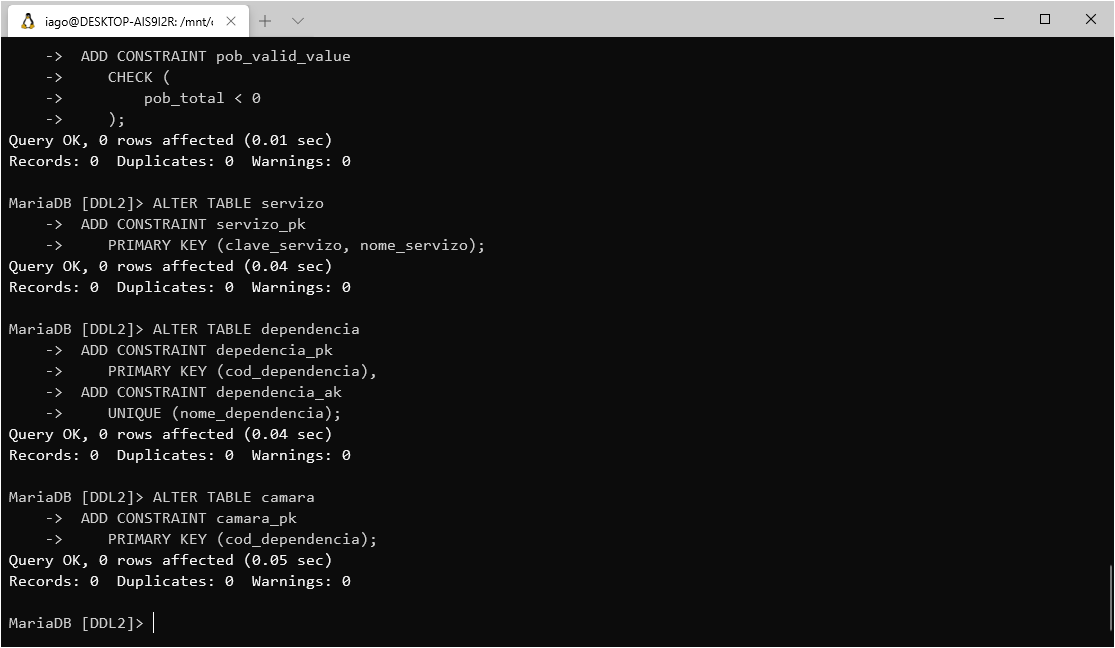 iago@DESKTOP-AIS9I2R: /mnt/c
    ->  ADD CONSTRAINT pob_valid_value
    ->     CHECK (
    ->         pob_total < 0
    ->     );
Query OK, 0 rows affected (0.01 sec)
Records: 0  Duplicates: 0  Warnings: 0

MariaDB [DDL2]> ALTER TABLE servizo
    ->  ADD CONSTRAINT servizo_pk
    ->     PRIMARY KEY (clave_servizo, nome_servizo);
Query OK, 0 rows affected (0.04 sec)
Records: 0  Duplicates: 0  Warnings: 0

MariaDB [DDL2]> ALTER TABLE dependencia
    ->  ADD CONSTRAINT depedencia_pk
    ->     PRIMARY KEY (cod_dependencia),
    ->  ADD CONSTRAINT dependencia_ak
    ->     UNIQUE (nome_dependencia);
Query OK, 0 rows affected (0.04 sec)
Records: 0  Duplicates: 0  Warnings: 0

MariaDB [DDL2]> ALTER TABLE camara
    ->  ADD CONSTRAINT camara_pk
    ->     PRIMARY KEY (cod_dependencia);
Query OK, 0 rows affected (0.05 sec)
Records: 0  Duplicates: 0  Warnings: 0

MariaDB [DDL2]>